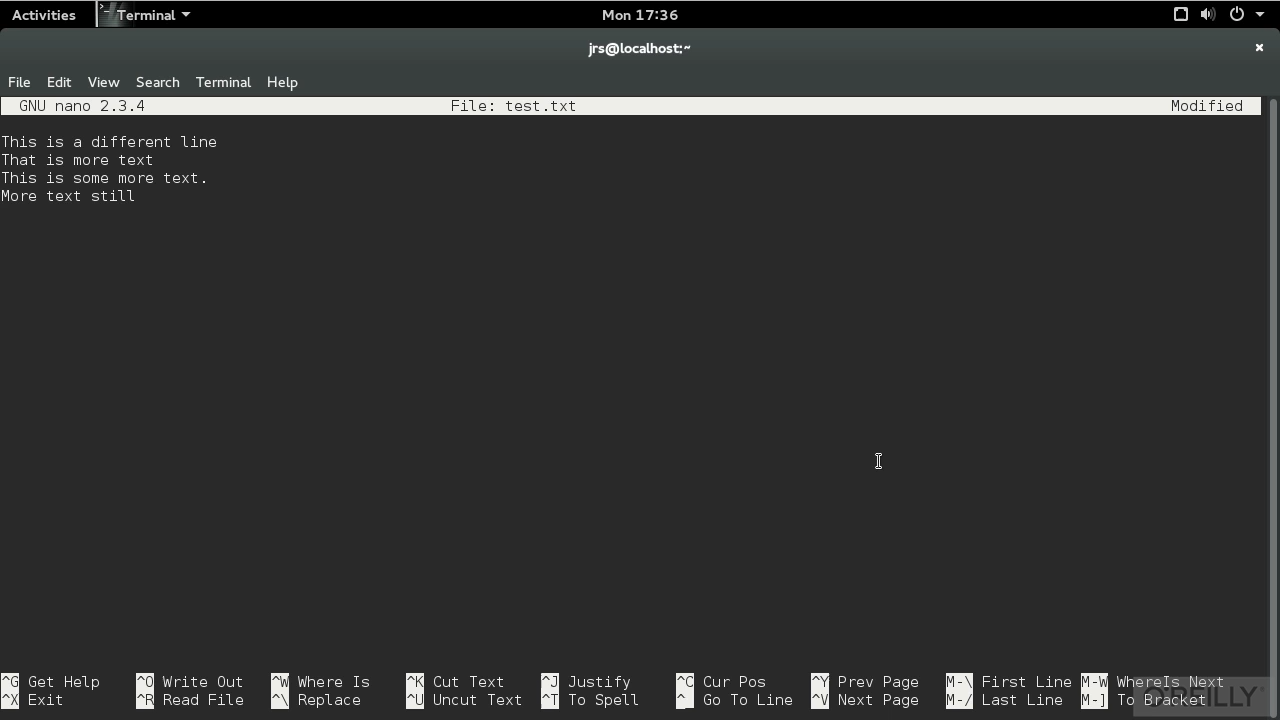 Activities
Terminal
Mon 17:36
jrs@localhost:~
File Edit View Search Terminal Help
GNU nano 2.3.4 File: test.txt Modified
This is a different line
That is more text
This is some more text.
More text still
^G Get Help ^O Write Out ^W Where Is ^K Cut Text ^J Justify ^C Cur Pos ^Y Prev Page M-\ First Line M-W WhereIs Next
^X Exit ^R Read File ^\ Replace ^U Uncut Text ^T To Spell ^_ Go To Line ^V Next Page M-/ Last Line M-] To Bracket
O'REILLY